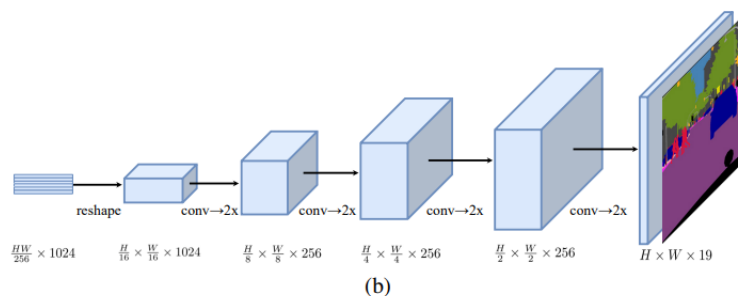 reshape conv→2x conv→2x conv→2x conv→2x
HW/256 × 1024 H/16 × W/16 × 1024 H/8 × W/8 × 256 H/4 × W/4 × 256 H/2 × W/2 × 256 H × W × 19
(b)